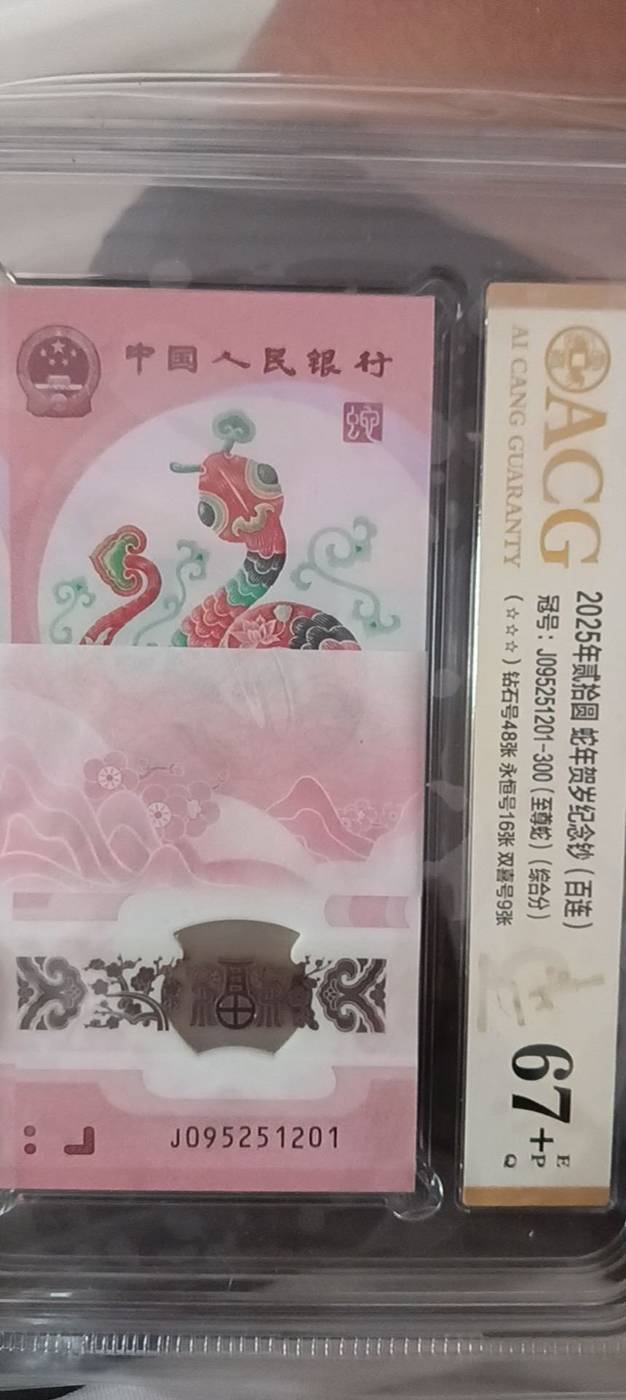 中国人民银行
蛇
J095251201
ACG
AI CANG GUARANTY
2025年贰拾圆 蛇年贺岁纪念钞（百连）
冠号：J095251201-300（至尊蛇）（综合分）
（☆☆☆）钻石号48张 永恒号16张 双喜号9张
67+
E
P
Q